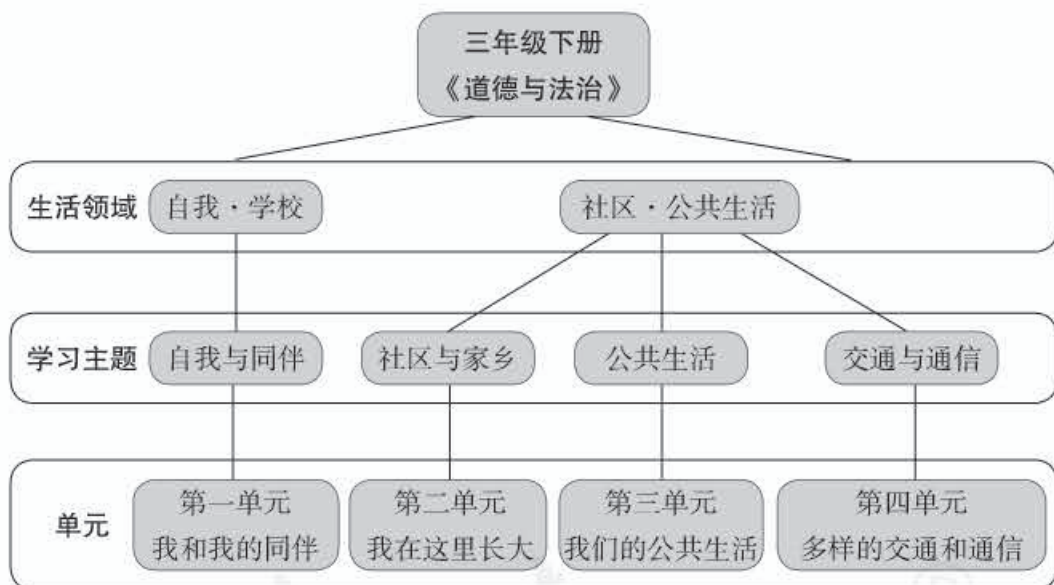 三年级下册
《道德与法治》
生活领域 自我·学校 社区·公共生活
学习主题 自我与同伴 社区与家乡 公共生活 交通与通信
单元
第一单元 第二单元 第三单元 第四单元
我和我的同伴 我在这里长大 我们的公共生活 多样的交通和通信